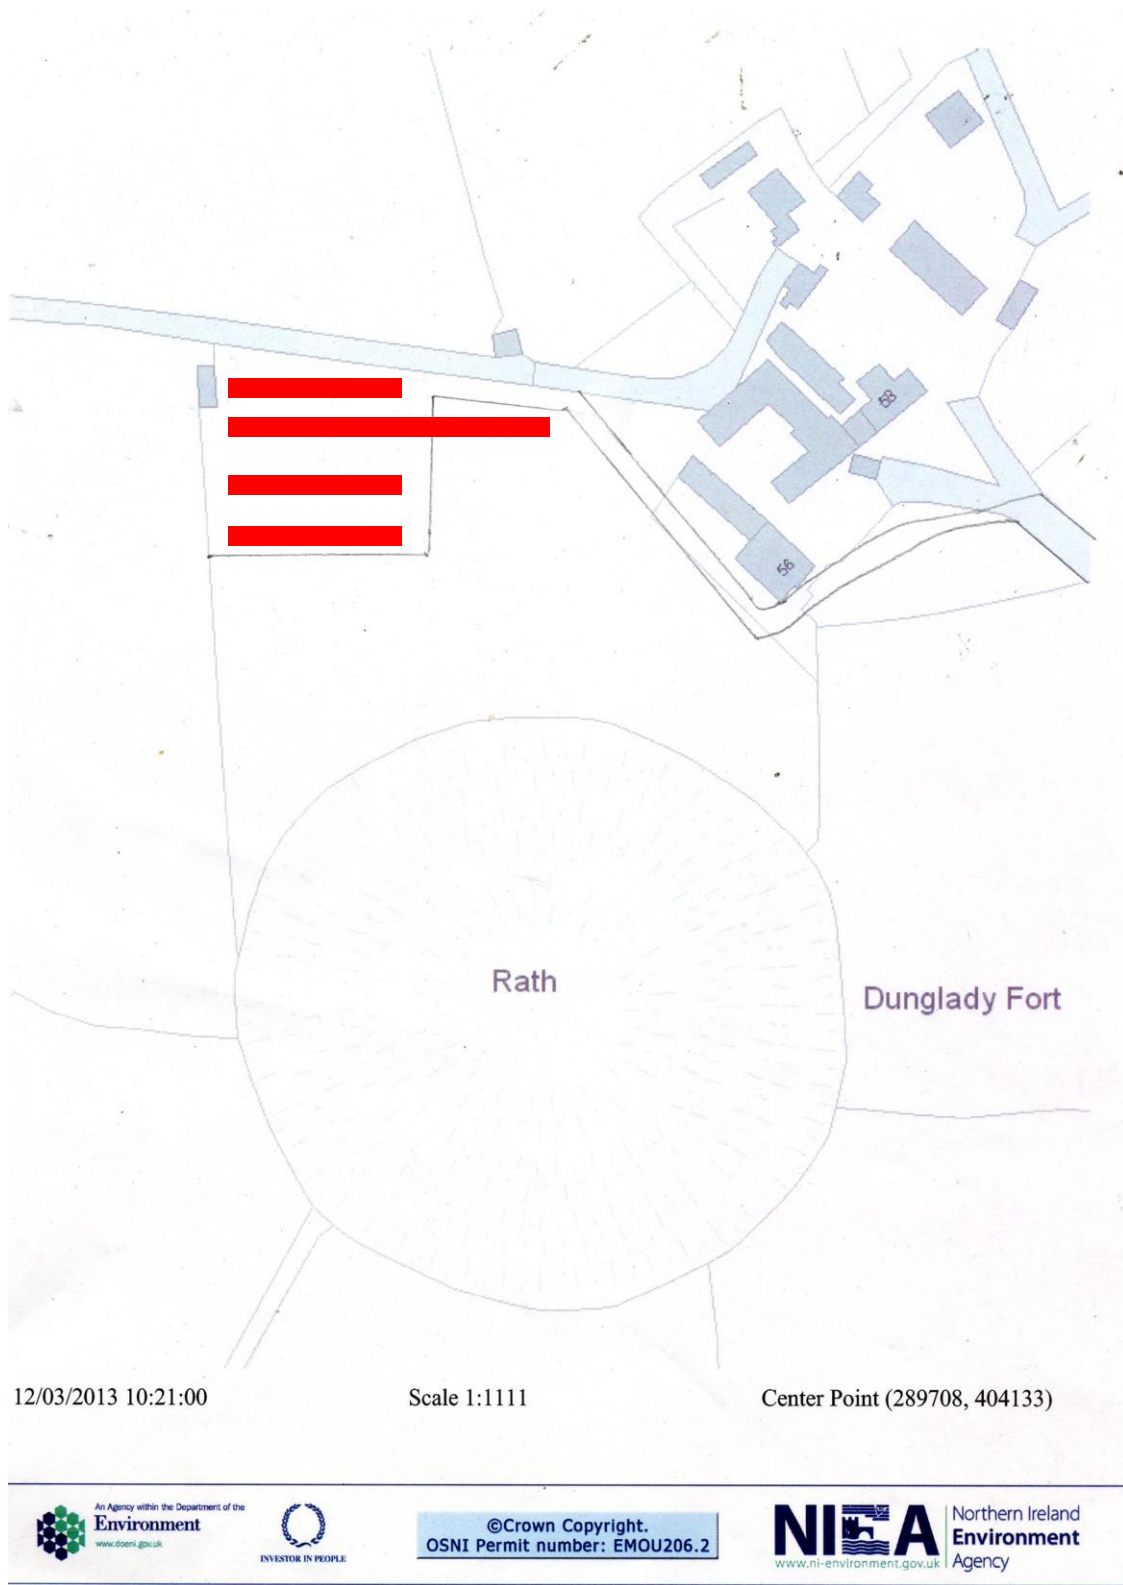 58
56
Rath
Dunglady Fort
12/03/2013 10:21:00
Scale 1:1111
Center Point (289708, 404133)
An Agency within the Department of the
Environment
www.doeni.gov.uk
INVESTOR IN PEOPLE
©Crown Copyright.
OSNI Permit number: EMOU206.2
NIEA
www.ni-environment.gov.uk
Northern Ireland
Environment
Agency